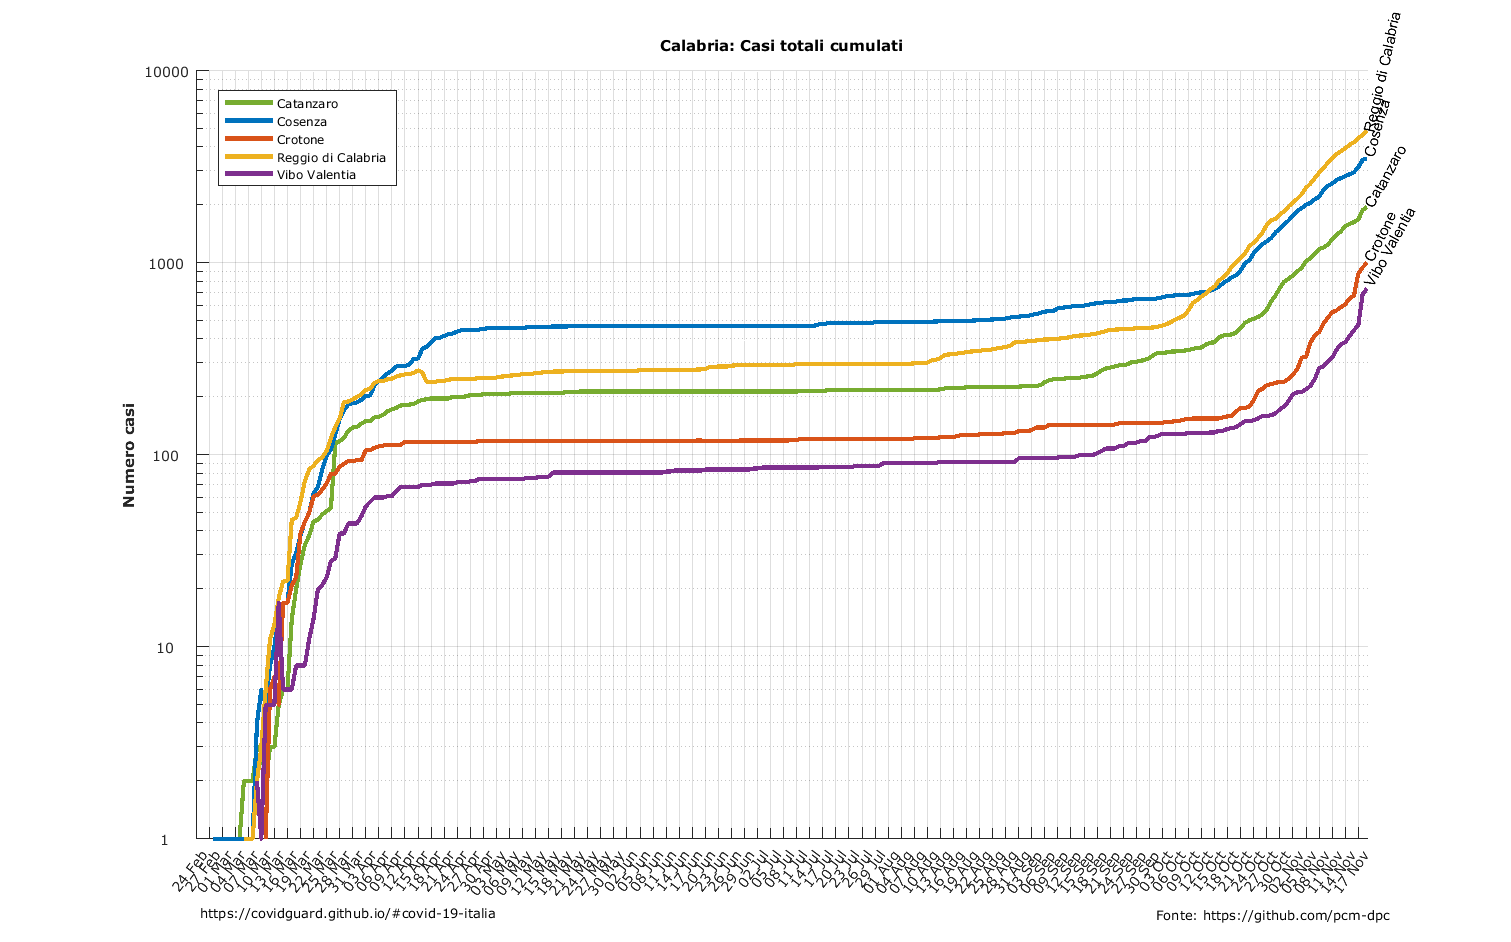 Calabria: Casi totali cumulati
Reggio di Calabria
Cosenza
Catanzaro
Crotone
Vibo Valentia
Catanzaro
Cosenza
Crotone
Reggio di Calabria
Vibo Valentia
Numero casi
10000
1000
100
10
1
24 Feb
27 Feb
01 Mar
04 Mar
07 Mar
10 Mar
13 Mar
16 Mar
19 Mar
22 Mar
25 Mar
28 Mar
31 Mar
03 Apr
06 Apr
09 Apr
12 Apr
15 Apr
18 Apr
21 Apr
24 Apr
27 Apr
30 Apr
03 May
06 May
09 May
12 May
15 May
18 May
21 May
24 May
27 May
30 May
02 Jun
05 Jun
08 Jun
11 Jun
14 Jun
17 Jun
20 Jun
23 Jun
26 Jun
29 Jun
02 Jul
05 Jul
08 Jul
11 Jul
14 Jul
17 Jul
20 Jul
23 Jul
26 Jul
29 Jul
01 Aug
04 Aug
07 Aug
10 Aug
13 Aug
16 Aug
19 Aug
22 Aug
25 Aug
28 Aug
31 Aug
03 Sep
06 Sep
09 Sep
12 Sep
15 Sep
18 Sep
21 Sep
24 Sep
27 Sep
30 Sep
03 Oct
06 Oct
09 Oct
12 Oct
15 Oct
18 Oct
21 Oct
24 Oct
27 Oct
30 Oct
02 Nov
05 Nov
08 Nov
11 Nov
14 Nov
17 Nov
https://covidguard.github.io/#covid-19-italia
Fonte: https://github.com/pcm-dpc